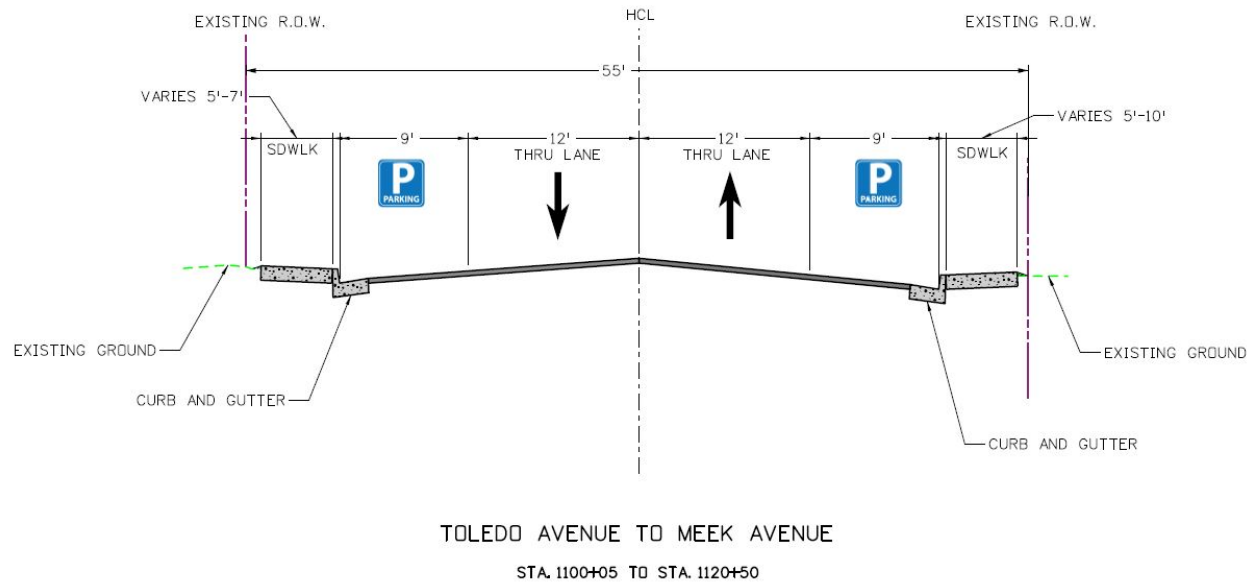 HCL
EXISTING R.O.W.
EXISTING R.O.W.
55'
VARIES 5'-7'
VARIES 5'-10'
SDWLK
9'
12'
12'
9'
SDWLK
THRU LANE
THRU LANE
P
PARKING
P
PARKING
EXISTING GROUND
EXISTING GROUND
CURB AND GUTTER
CURB AND GUTTER
TOLEDO AVENUE TO MEEK AVENUE
STA. 1100+05 TO STA. 1120+50